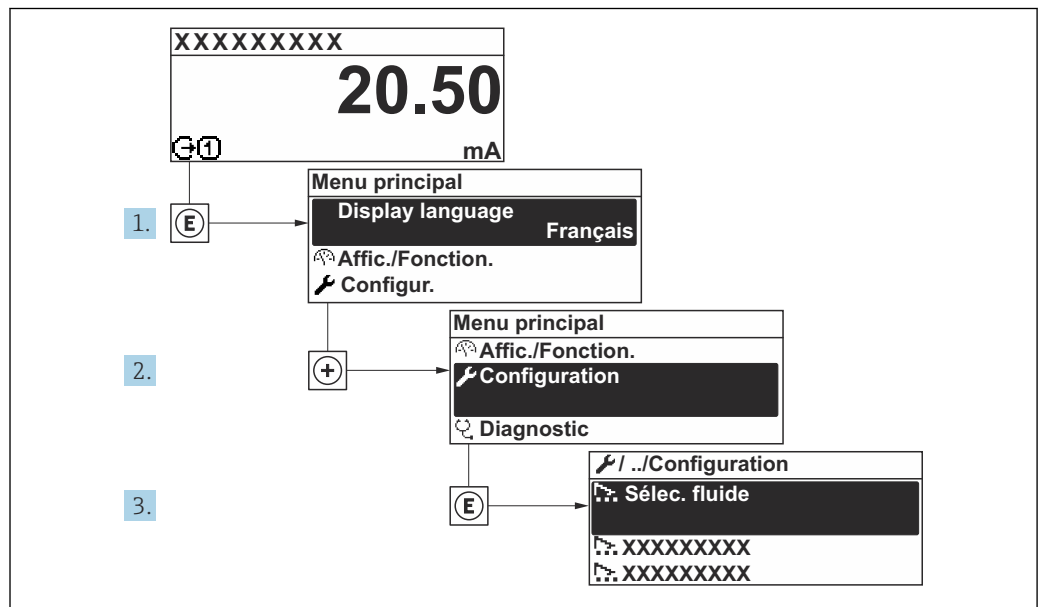 XXXXXXXXX
20.50
1
mA
Menu principal
1.
E
Display language
Français
Affic./Fonction.
Configur.
Menu principal
Affic./Fonction.
2.
+
Configuration
Diagnostic
/ ../Configuration
3.
E
Sélec. fluide
XXXXXXXXX
XXXXXXXXX